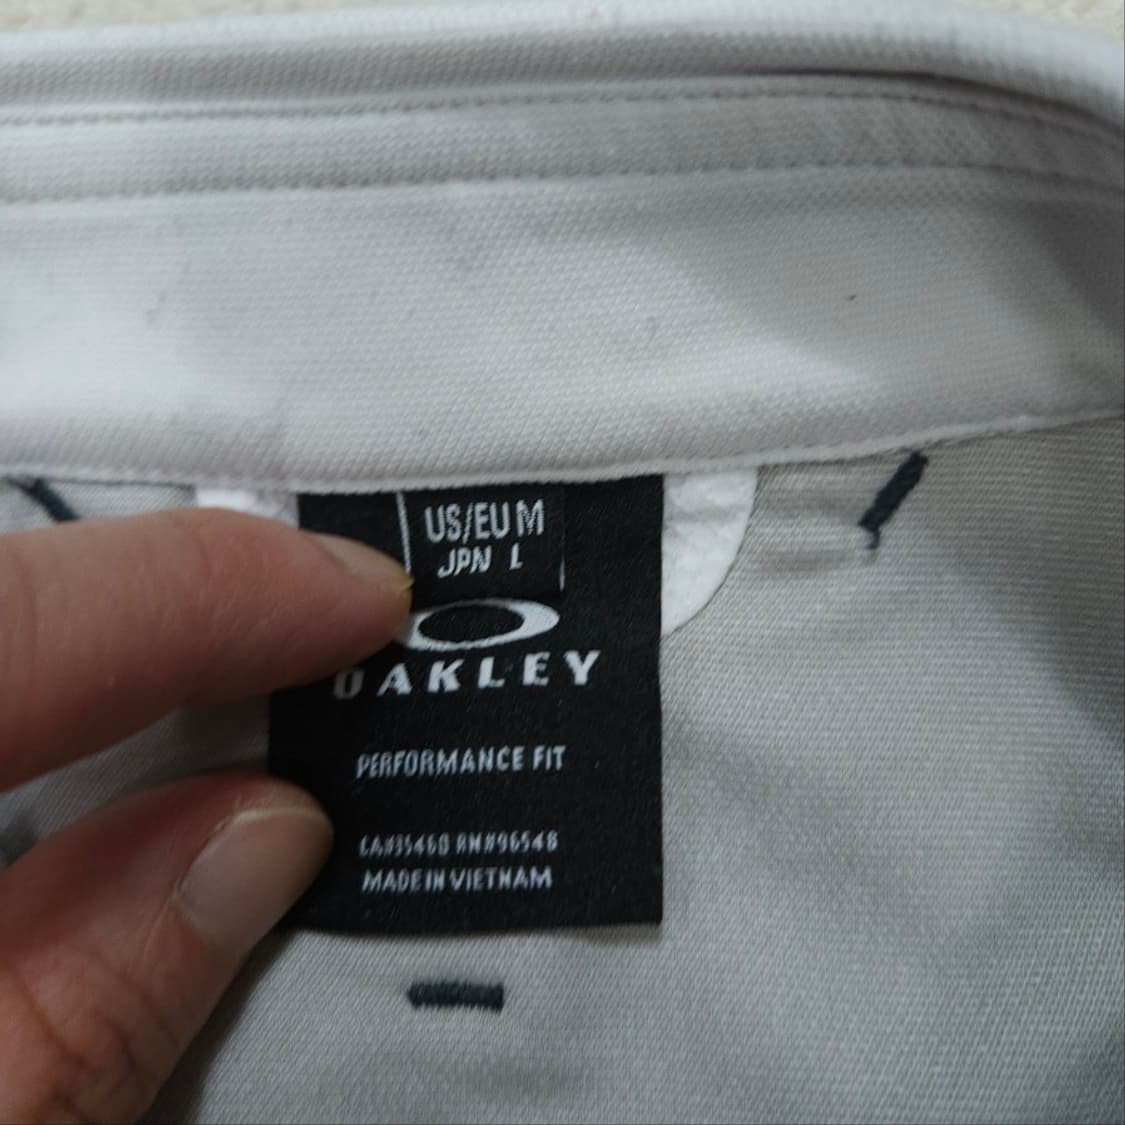 US/EU M
JPN L
OAKLEY
PERFORMANCE FIT
CA#35460 RN#96548
MADE IN VIETNAM